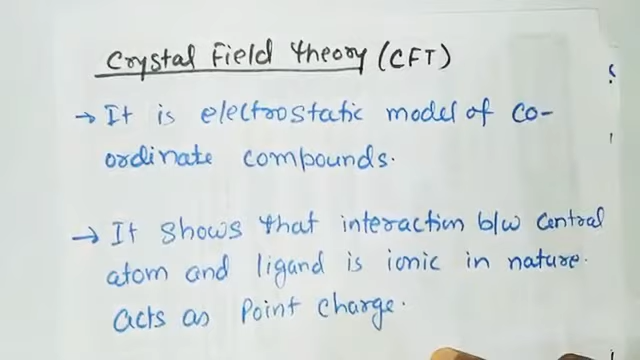 Crystal Field theory (CFT)
→ It is electrostatic model of co-
ordinate compounds.
→ It shows that interaction b/w central
atom and ligand is ionic in nature.
acts as Point charge.